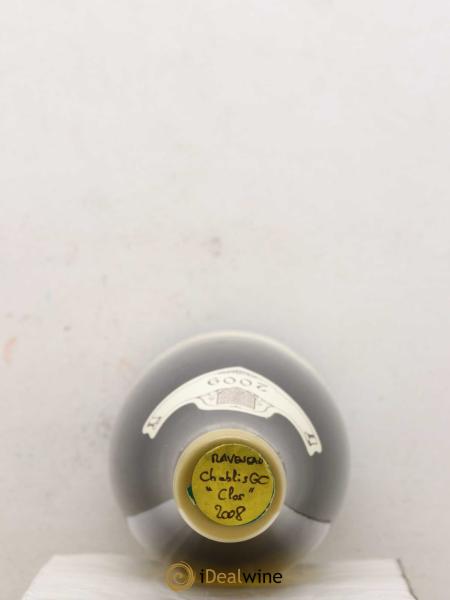 2009
RAVENEAU
Chablis GC
"Clos"
2008
iDealwine